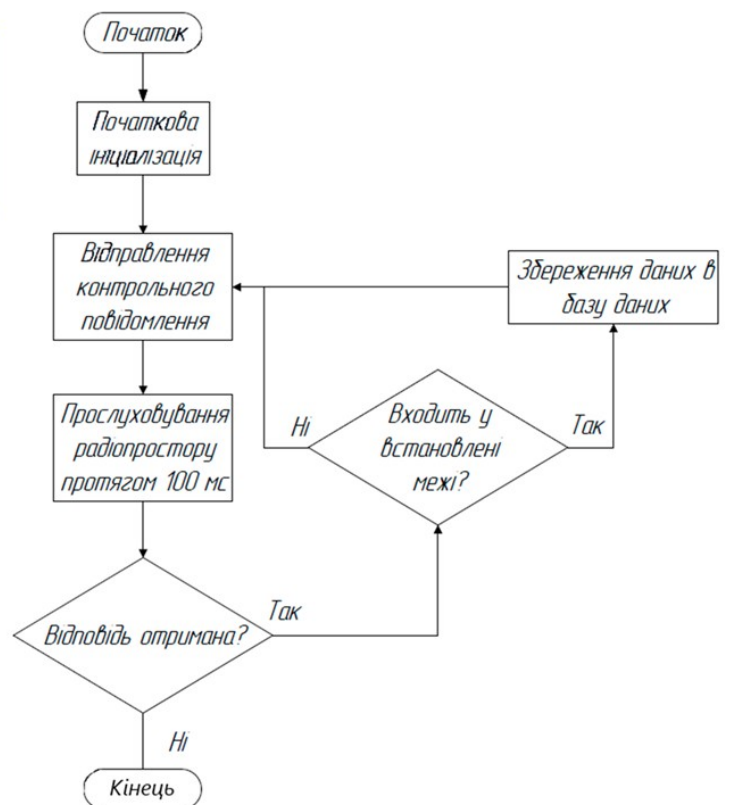 Початок
Початкова
ініціалізація
Відправлення
контрольного
повідомлення
Збереження даних в
базу даних
Прослуховування
радіопростору
протягом 100 мс
Ні
Входить у
встановлені
межі?
Так
Відповідь отримана?
Так
Ні
Кінець